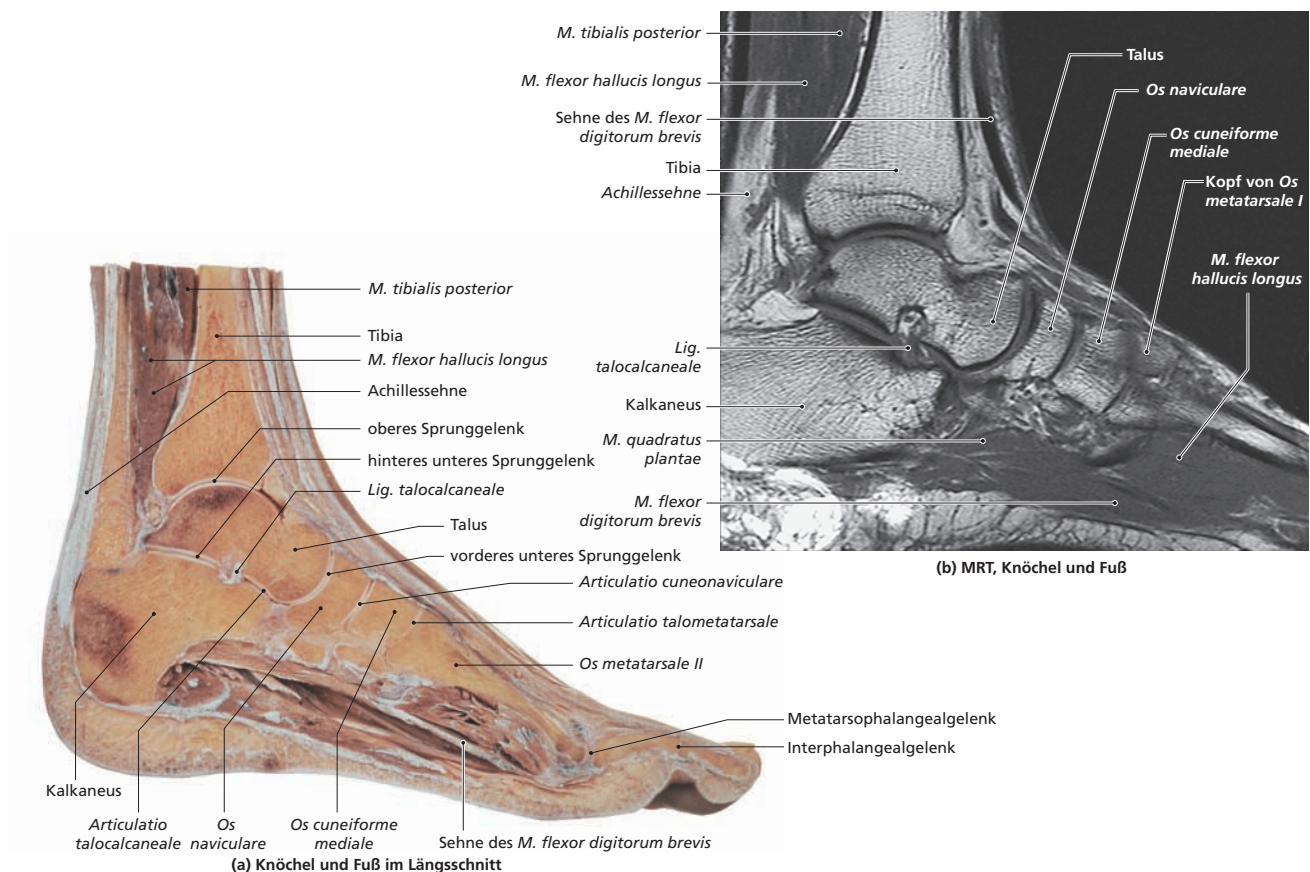 M. tibialis posterior
M. flexor hallucis longus
Sehne des M. flexor
digitorum brevis
Tibia
Achillessehne
Talus
Os naviculare
Os cuneiforme
mediale
Kopf von Os
metatarsale I
M. flexor
hallucis longus
Lig.
talocalcaneale
Kalkaneus
M. quadratus
plantae
M. flexor
digitorum brevis
(b) MRT, Knöchel und Fuß
M. tibialis posterior
Tibia
M. flexor hallucis longus
Achillessehne
oberes Sprunggelenk
hinteres unteres Sprunggelenk
Lig. talocalcaneale
Talus
vorderes unteres Sprunggelenk
Articulatio cuneonaviculare
Articulatio talometatarsale
Os metatarsale II
Metatarsophalangealgelenk
Interphalangealgelenk
Kalkaneus
Articulatio
talocalcaneale
Os
naviculare
Os cuneiforme
mediale
Sehne des M. flexor digitorum brevis
(a) Knöchel und Fuß im Längsschnitt